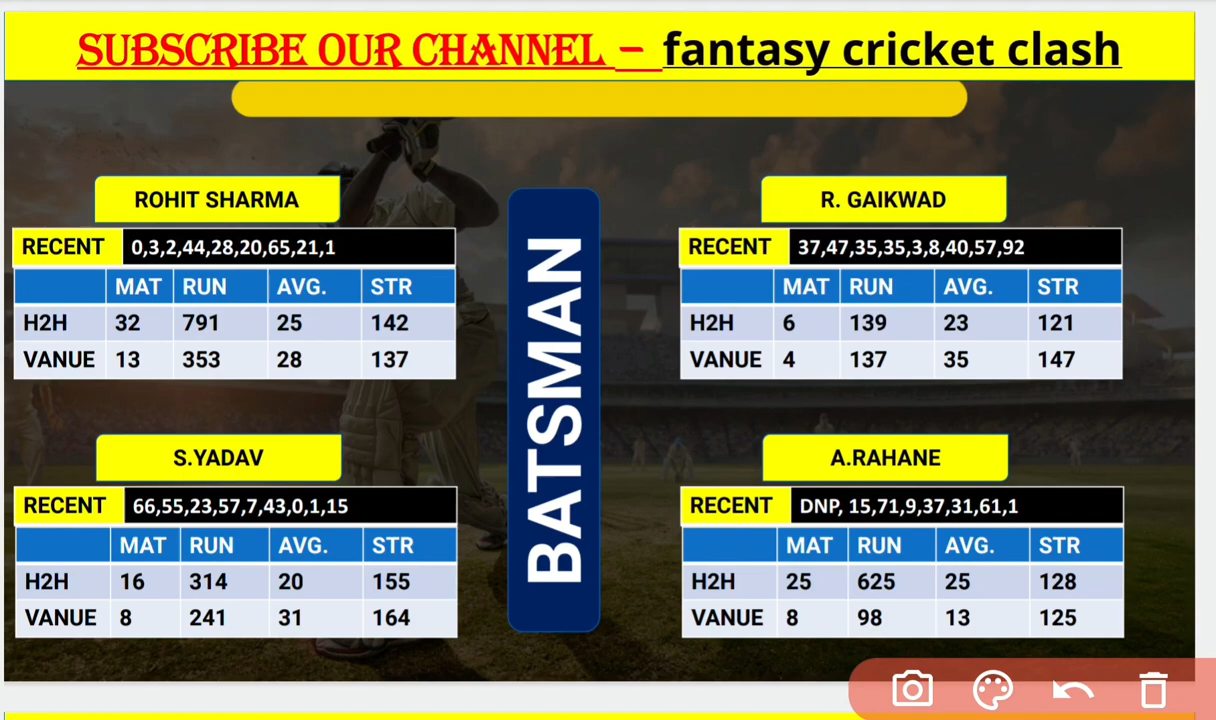 SUBSCRIBE OUR CHANNEL – fantasy cricket clash
ROHIT SHARMA
RECENT 0,3,2,44,28,20,65,21,1
MAT RUN AVG. STR
H2H 32 791 25 142
VANUE 13 353 28 137
R. GAIKWAD
RECENT 37,47,35,35,3,8,40,57,92
MAT RUN AVG. STR
H2H 6 139 23 121
VANUE 4 137 35 147
BATSMAN
S.YADAV
RECENT 66,55,23,57,7,43,0,1,15
MAT RUN AVG. STR
H2H 16 314 20 155
VANUE 8 241 31 164
A.RAHANE
RECENT DNP, 15,71,9,37,31,61,1
MAT RUN AVG. STR
H2H 25 625 25 128
VANUE 8 98 13 125